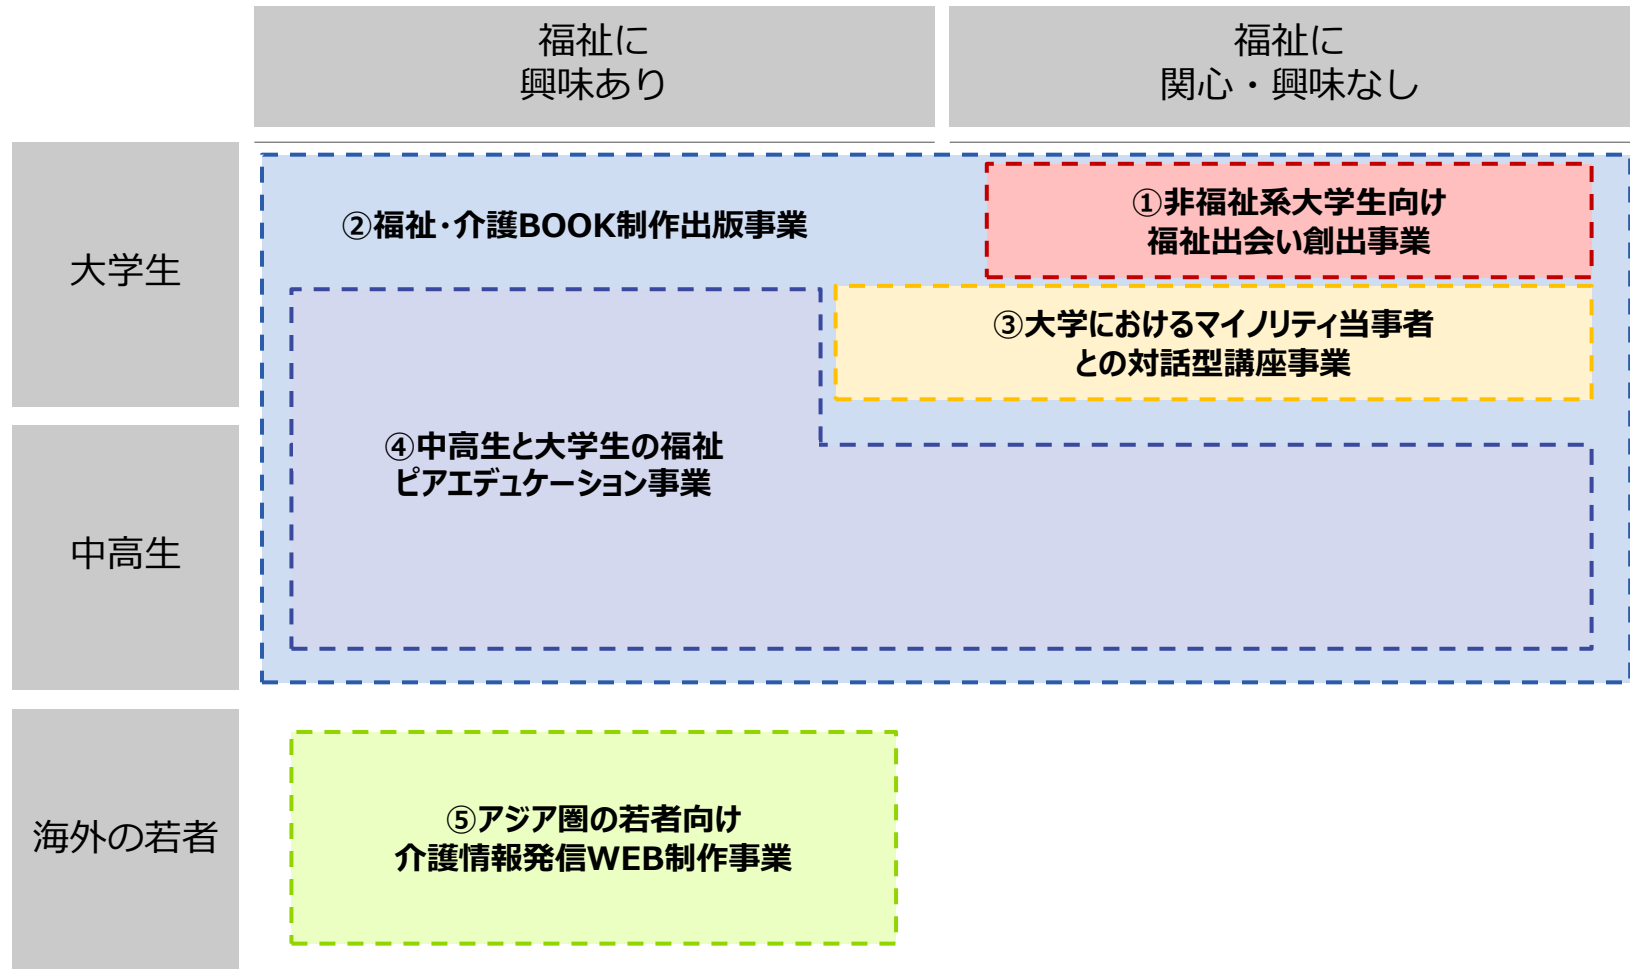 福祉に
興味あり
福祉に
関心・興味なし
大学生
②福祉・介護BOOK制作出版事業
①非福祉系大学生向け
福祉出会い創出事業
③大学におけるマイノリティ当事者
との対話型講座事業
中高生
④中高生と大学生の福祉
ピアエデュケーション事業
海外の若者
⑤アジア圏の若者向け
介護情報発信WEB制作事業